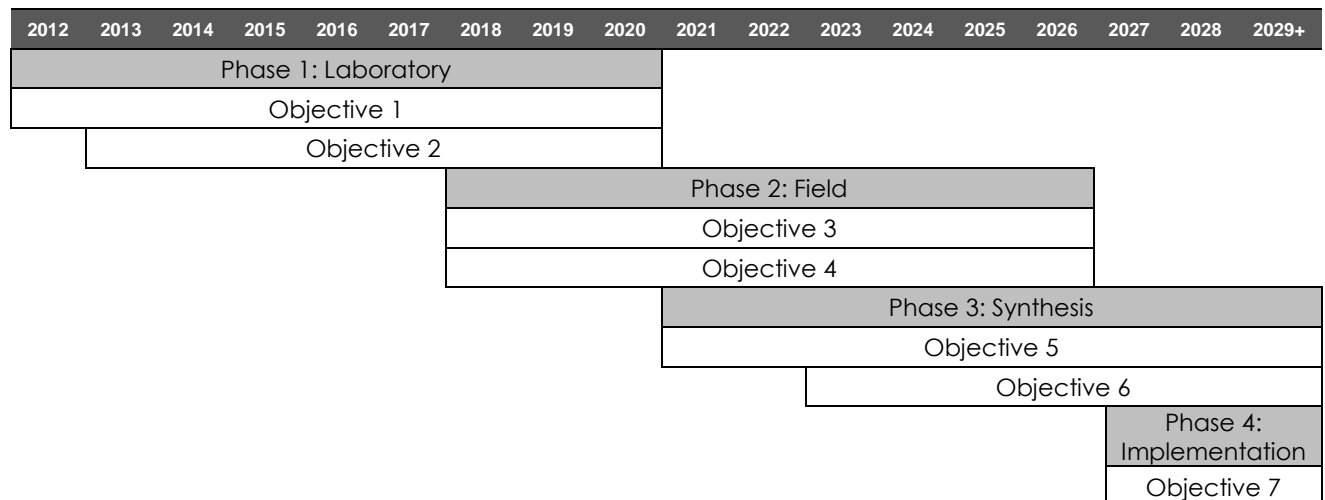 2012 2013 2014 2015 2016 2017 2018 2019 2020 2021 2022 2023 2024 2025 2026 2027 2028 2029+
Phase 1: Laboratory
Objective 1
Objective 2
Phase 2: Field
Objective 3
Objective 4
Phase 3: Synthesis
Objective 5
Objective 6
Phase 4:
Implementation
Objective 7